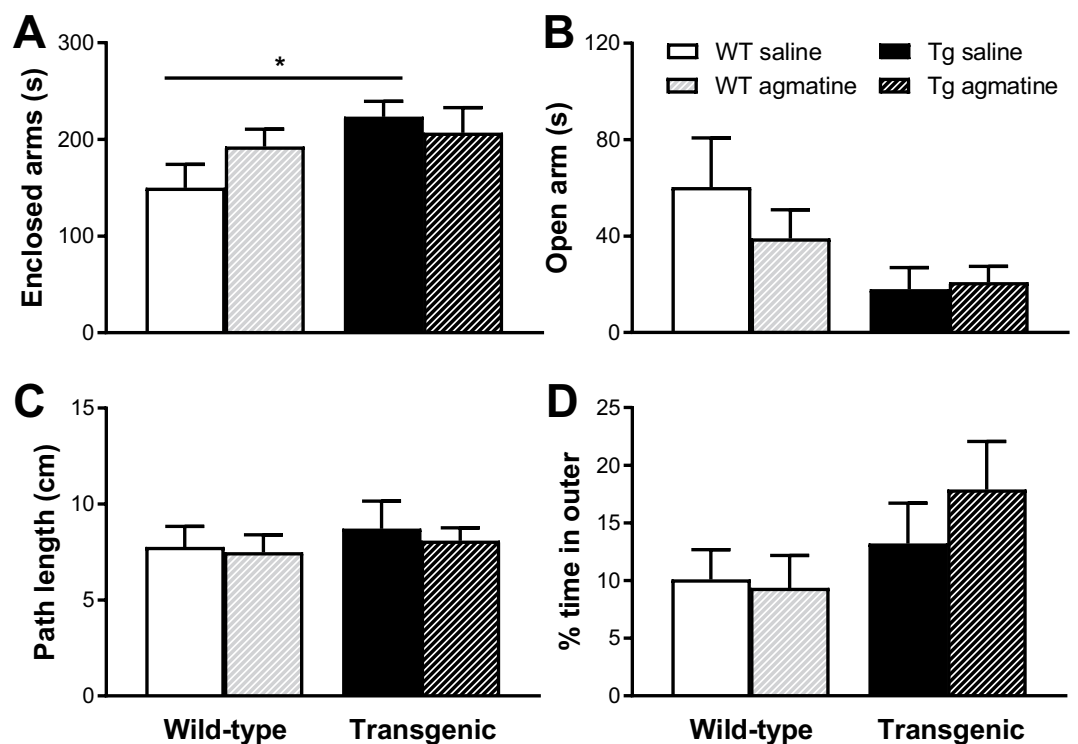 A
Enclosed arms (s)
300
200
100
0
*
B
Open arm (s)
120
80
40
0
WT saline
Tg saline
WT agmatine
Tg agmatine
C
Path length (cm)
15
10
5
0
Wild-type
Transgenic
D
% time in outer
25
20
15
10
5
0
Wild-type
Transgenic